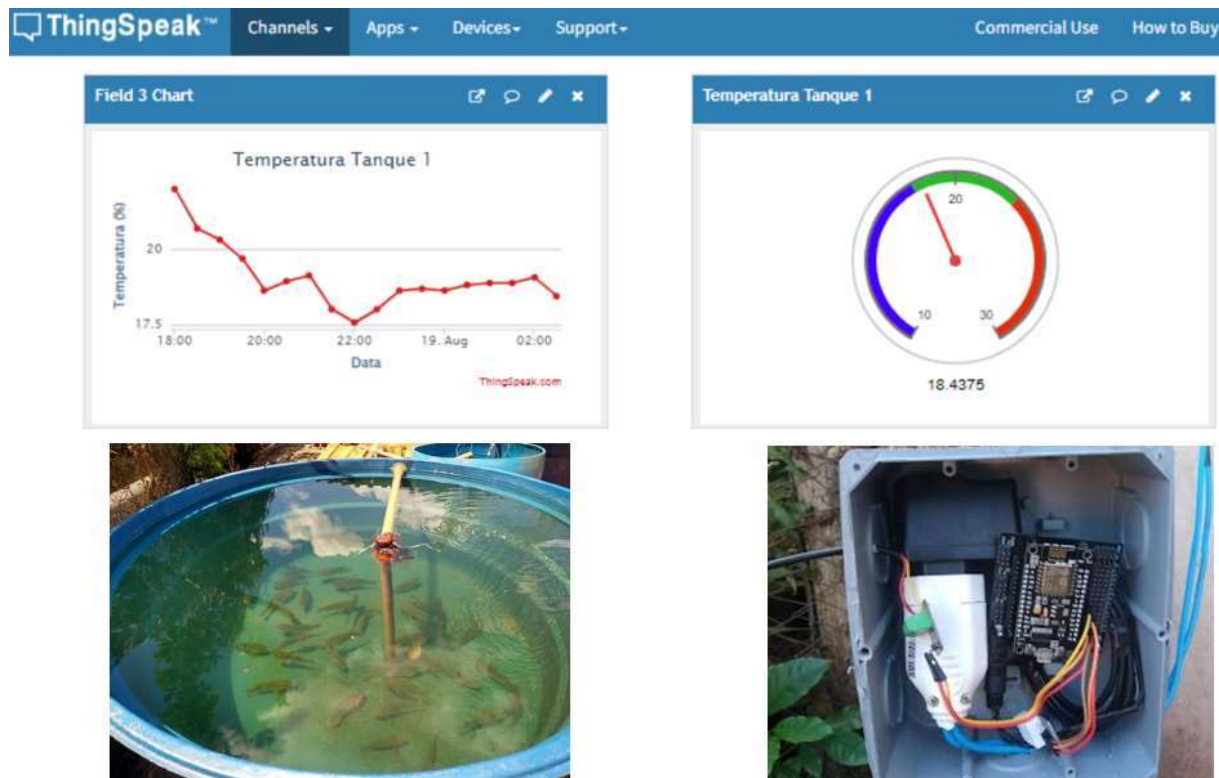 ThingSpeak™ Channels Apps Devices Support Commercial Use How to Buy
Field 3 Chart
Temperatura Tanque 1
Temperatura (%)
20
17.5
18:00 20:00 22:00 19. Aug 02:00
Data
ThingSpeak.com
Temperatura Tanque 1
20
10 30
18.4375